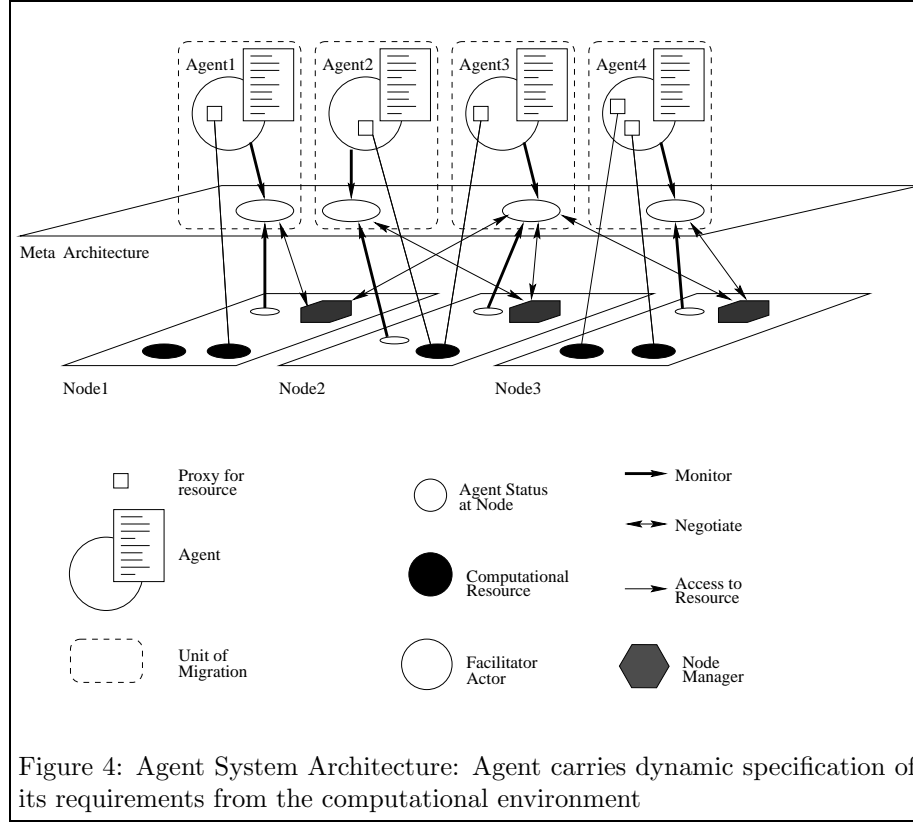 Agent1
Agent2
Agent3
Agent4
Meta Architecture
Node1
Node2
Node3
Proxy for
resource
Agent
Unit of
Migration
Agent Status
at Node
Computational
Resource
Facilitator
Actor
Monitor
Negotiate
Access to
Resource
Node
Manager
Figure 4: Agent System Architecture: Agent carries dynamic specification of
its requirements from the computational environment